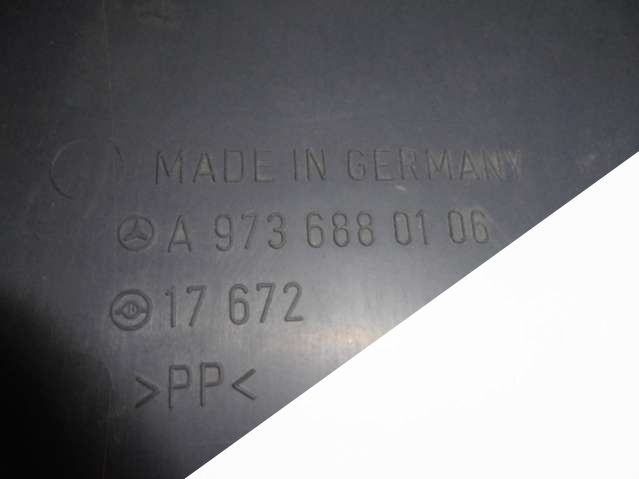 MADE IN GERMANY
A 973 688 01 06
17 672
>PP<